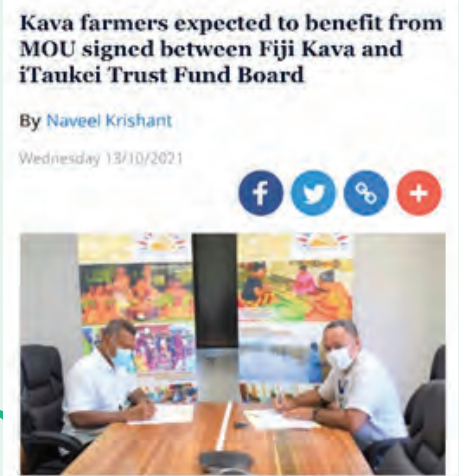 Kava farmers expected to benefit from
MOU signed between Fiji Kava and
iTaukei Trust Fund Board
By Naveel Krishant
Wednesday 13/10/2021